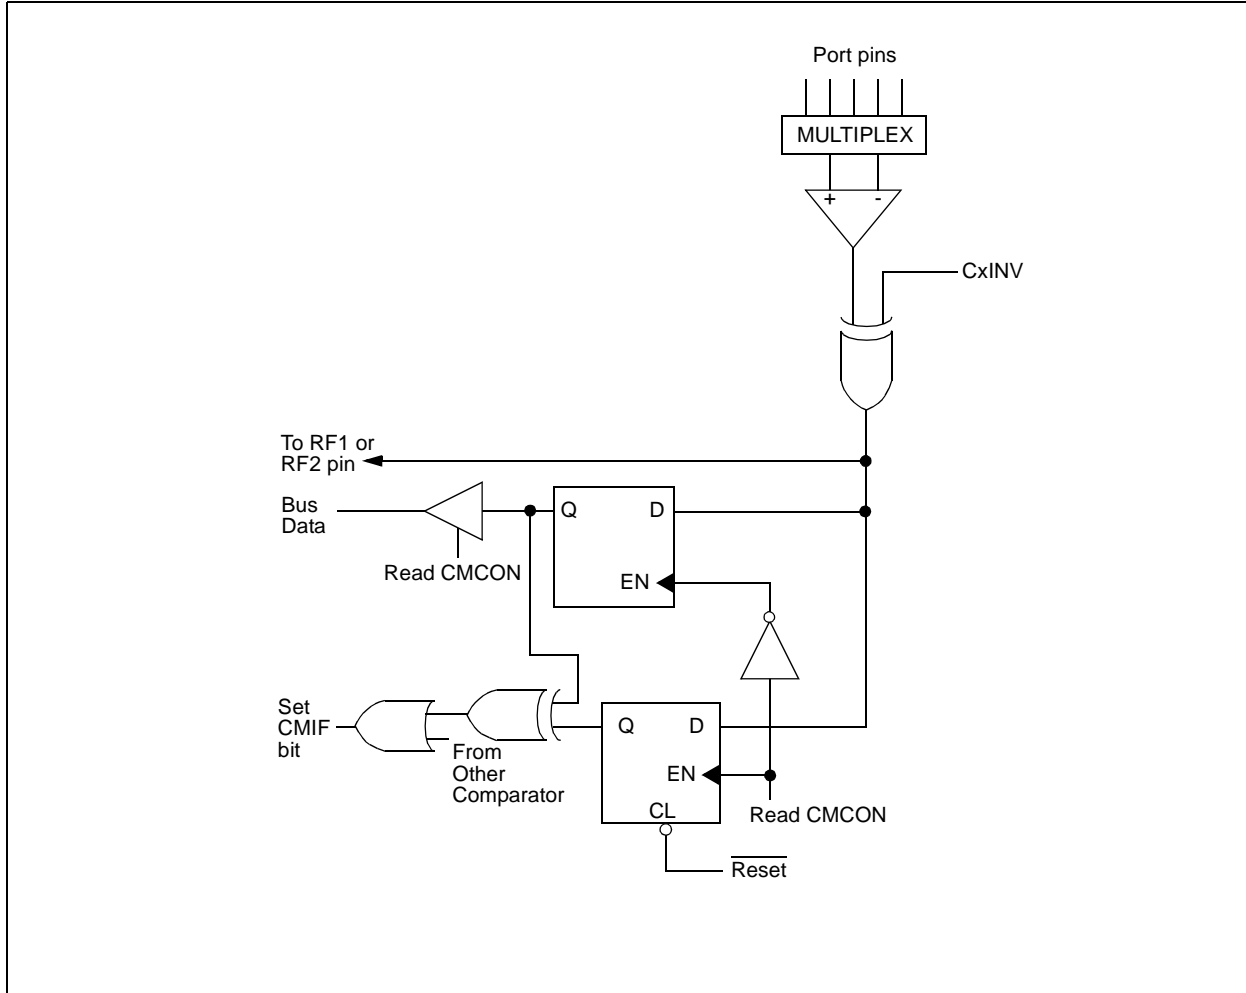 Port pins
MULTIPLEX
+ -
CxINV
To RF1 or
RF2 pin
Bus
Data
Q D
EN
Read CMCON
Set
CMIF
bit
From
Other
Comparator
Q D
EN
CL
Read CMCON
Reset